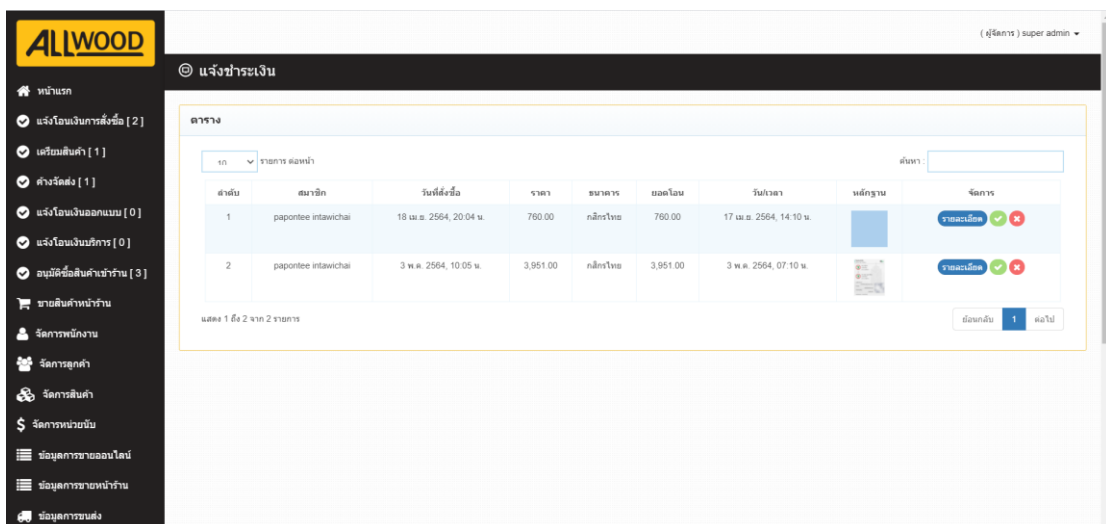 ALLWOOD
( ผู้จัดการ ) super admin
แจ้งชำระเงิน
หน้าแรก
แจ้งโอนเงินการสั่งซื้อ [ 2 ]
เตรียมสินค้า [ 1 ]
ค้างจัดส่ง [ 1 ]
แจ้งโอนเงินออกแบบ [ 0 ]
แจ้งโอนเงินบริการ [ 0 ]
อนุมัติซื้อสินค้าเข้าร้าน [ 3 ]
ขายสินค้าหน้าร้าน
จัดการพนักงาน
จัดการลูกค้า
จัดการสินค้า
จัดการหน่วยนับ
ข้อมูลการขายออนไลน์
ข้อมูลการขายหน้าร้าน
ข้อมูลการขนส่ง
ตาราง
10 รายการ ต่อหน้า ค้นหา :
ลำดับ สมาชิก วันที่สั่งซื้อ ราคา ธนาคาร ยอดโอน วัน/เวลา หลักฐาน จัดการ
1 papontee intawichai 18 เม.ย. 2564, 20:04 น. 760.00 กสิกรไทย 760.00 17 เม.ย. 2564, 14:10 น. รายละเอียด
2 papontee intawichai 3 พ.ค. 2564, 10:05 น. 3,951.00 กสิกรไทย 3,951.00 3 พ.ค. 2564, 07:10 น. รายละเอียด
แสดง 1 ถึง 2 จาก 2 รายการ ย้อนกลับ 1 ต่อไป